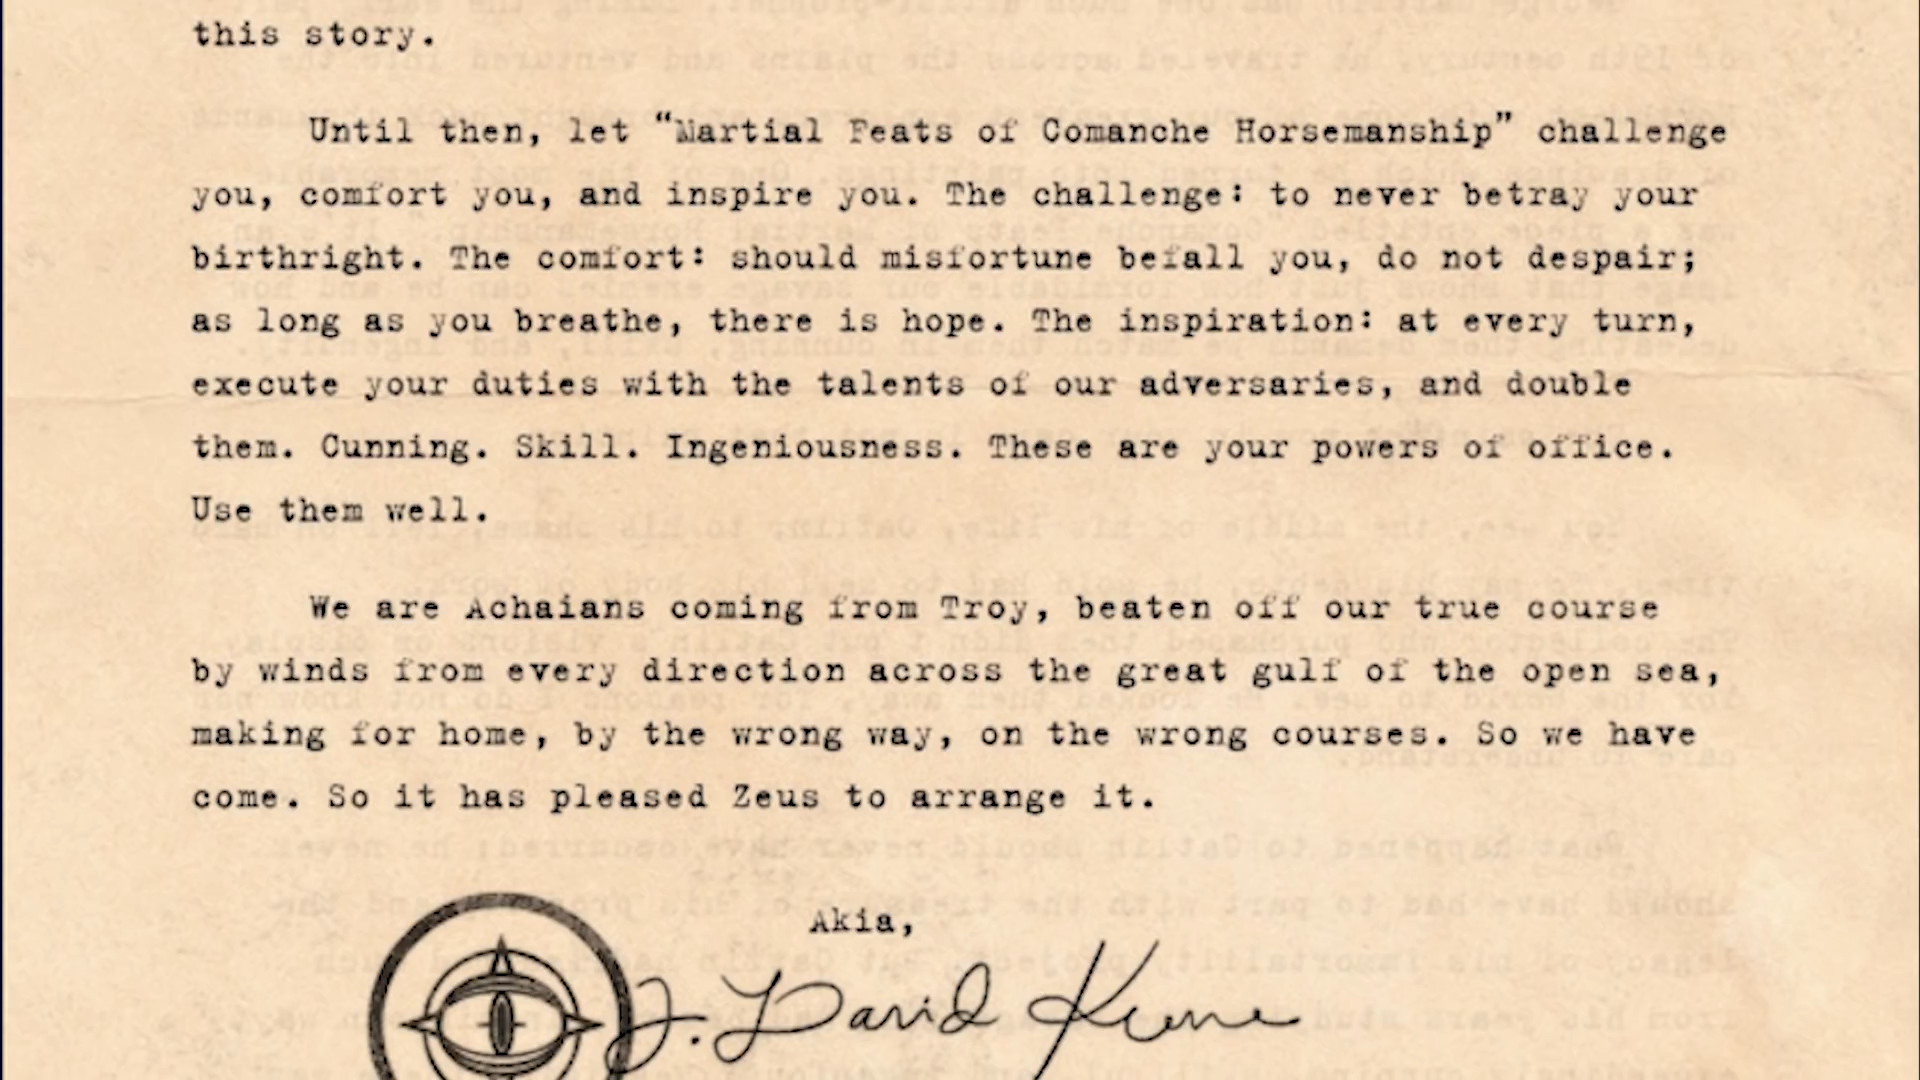 this story.
Until then, let “Martial Feats of Comanche Horsemanship” challenge
you, comfort you, and inspire you. The challenge: to never betray your
birthright. The comfort: should misfortune befall you, do not despair;
as long as you breathe, there is hope. The inspiration: at every turn,
execute your duties with the talents of our adversaries, and double
them. Cunning. Skill. Ingeniousness. These are your powers of office.
Use them well.
We are Achaians coming from Troy, beaten off our true course
by winds from every direction across the great gulf of the open sea,
making for home, by the wrong way, on the wrong courses. So we have
come. So it has pleased Zeus to arrange it.
Akia,
J. David Keene